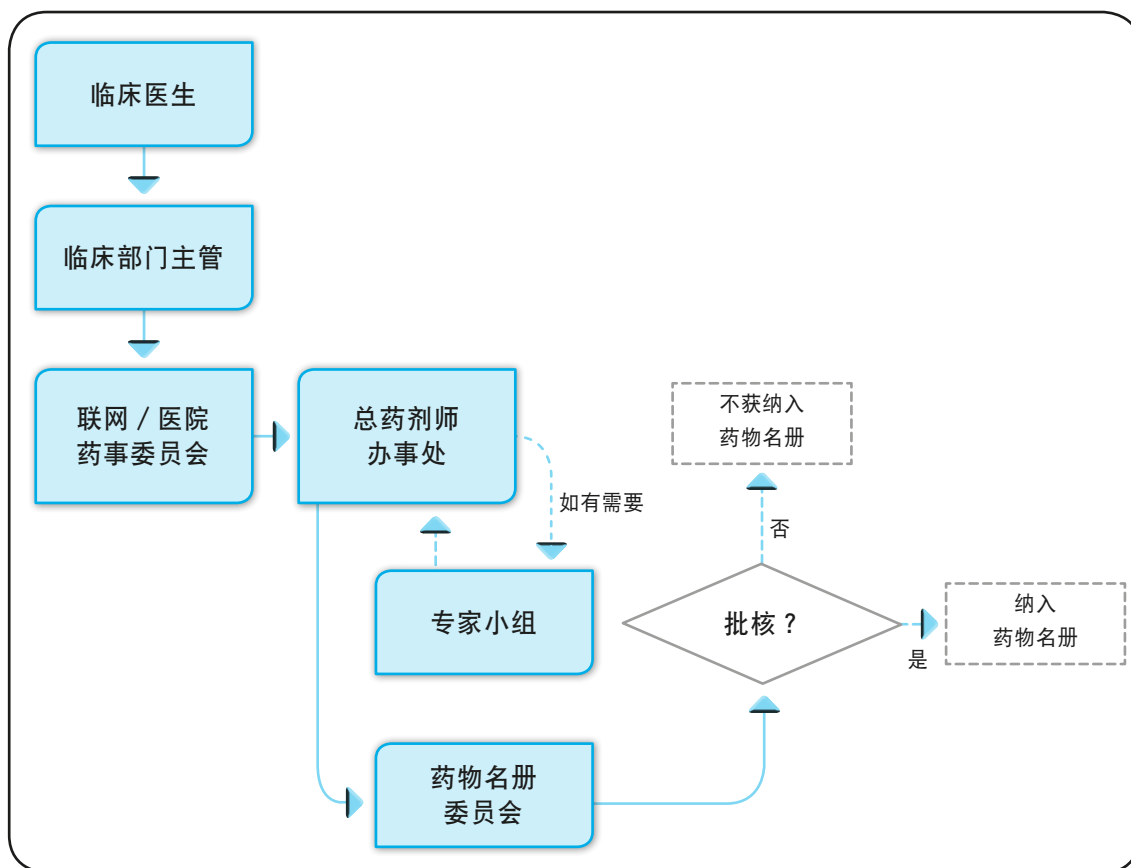 临床医生
临床部门主管
联网／医院
药事委员会
总药剂师
办事处
如有需要
专家小组
药物名册
委员会
批核？
否
不获纳入
药物名册
是
纳入
药物名册